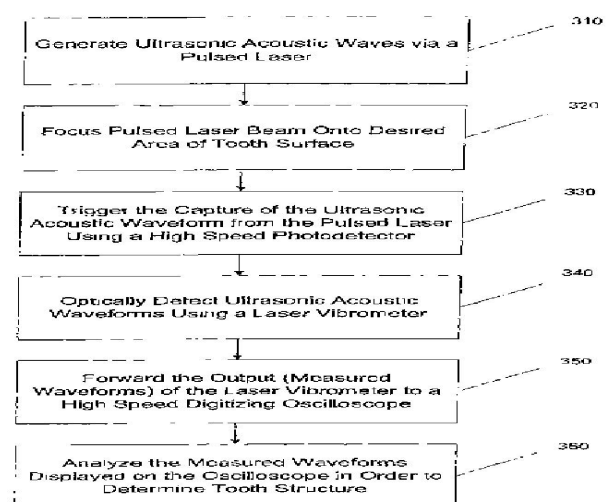 310
Generate Ultrasonic Acoustic Waves via a
Pulsed Laser
320
Focus Pulsed Laser Beam Onto Desired
Area of Tooth Surface
330
Trigger the Capture of the Ultrasonic
Acoustic Waveform from the Pulsed Laser
Using a High Speed Photodetector
340
Optically Detect Ultrasonic Acoustic
Waveforms Using a Laser Vibrometer
350
Forward the Output (Measured
Waveforms) of the Laser Vibrometer to a
High Speed Digitizing Oscilloscope
360
Analyze the Measured Waveforms
Displayed on the Oscilloscope in Order to
Determine Tooth Structure